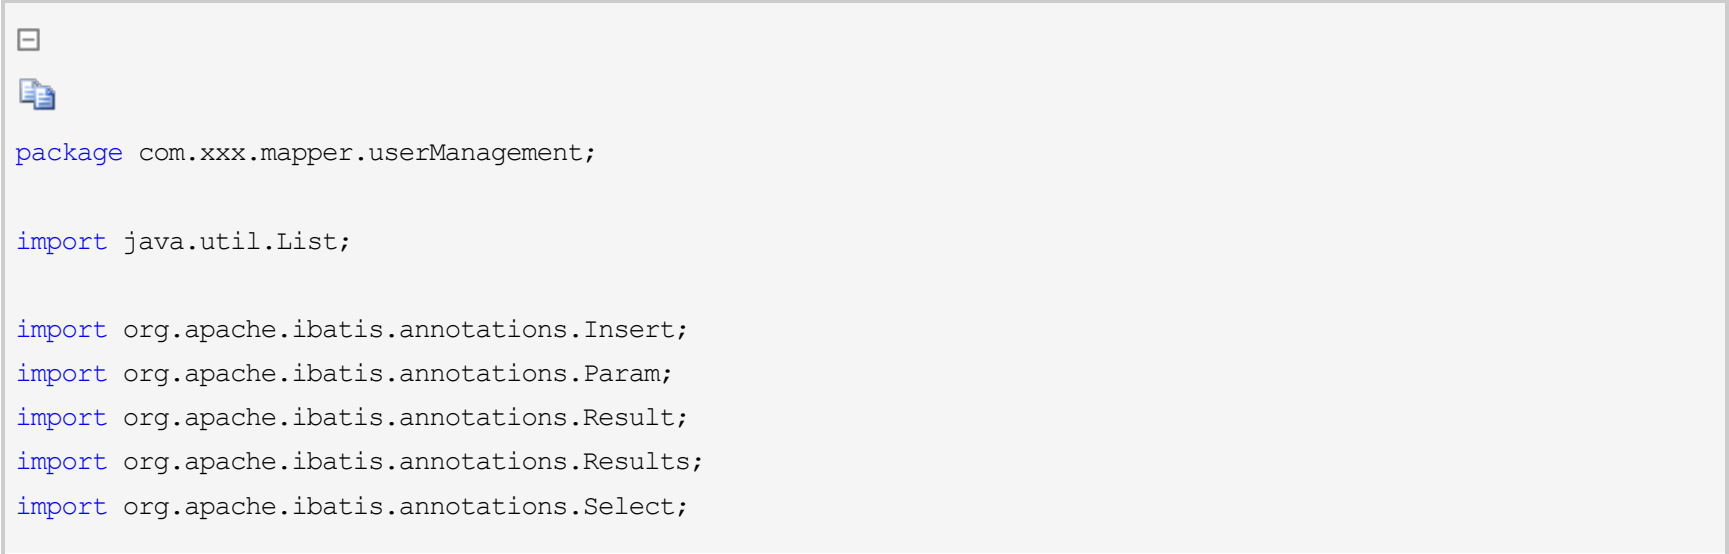 package com.xxx.mapper.userManagement;
import java.util.List;
import org.apache.ibatis.annotations.Insert;
import org.apache.ibatis.annotations.Param;
import org.apache.ibatis.annotations.Result;
import org.apache.ibatis.annotations.Results;
import org.apache.ibatis.annotations.Select;